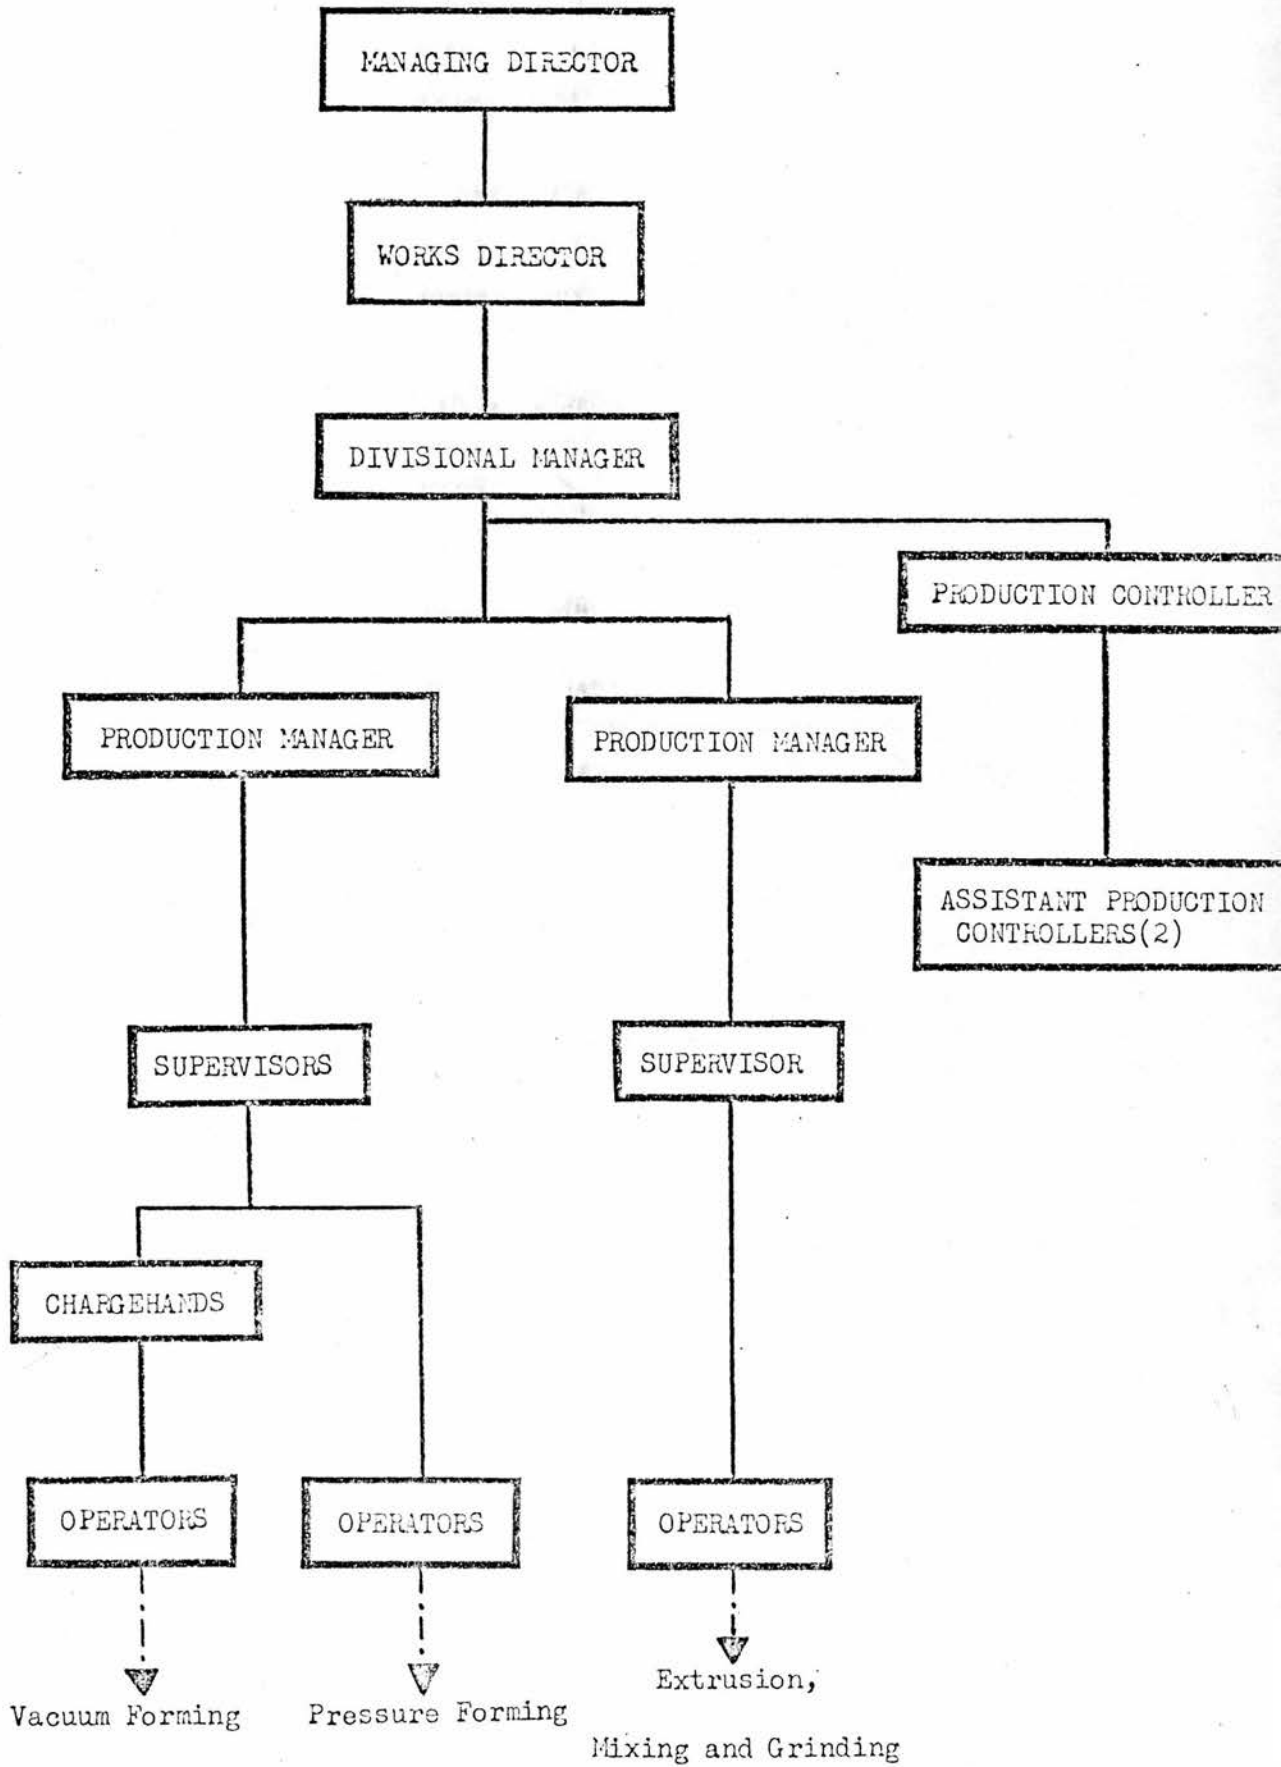 MANAGING DIRECTOR
WORKS DIRECTOR
DIVISIONAL MANAGER
PRODUCTION CONTROLLER
PRODUCTION MANAGER
PRODUCTION MANAGER
ASSISTANT PRODUCTION
CONTROLLERS(2)
SUPERVISORS
SUPERVISOR
CHARGEHANDS
OPERATORS
OPERATORS
OPERATORS
Vacuum Forming
Pressure Forming
Extrusion,
Mixing and Grinding